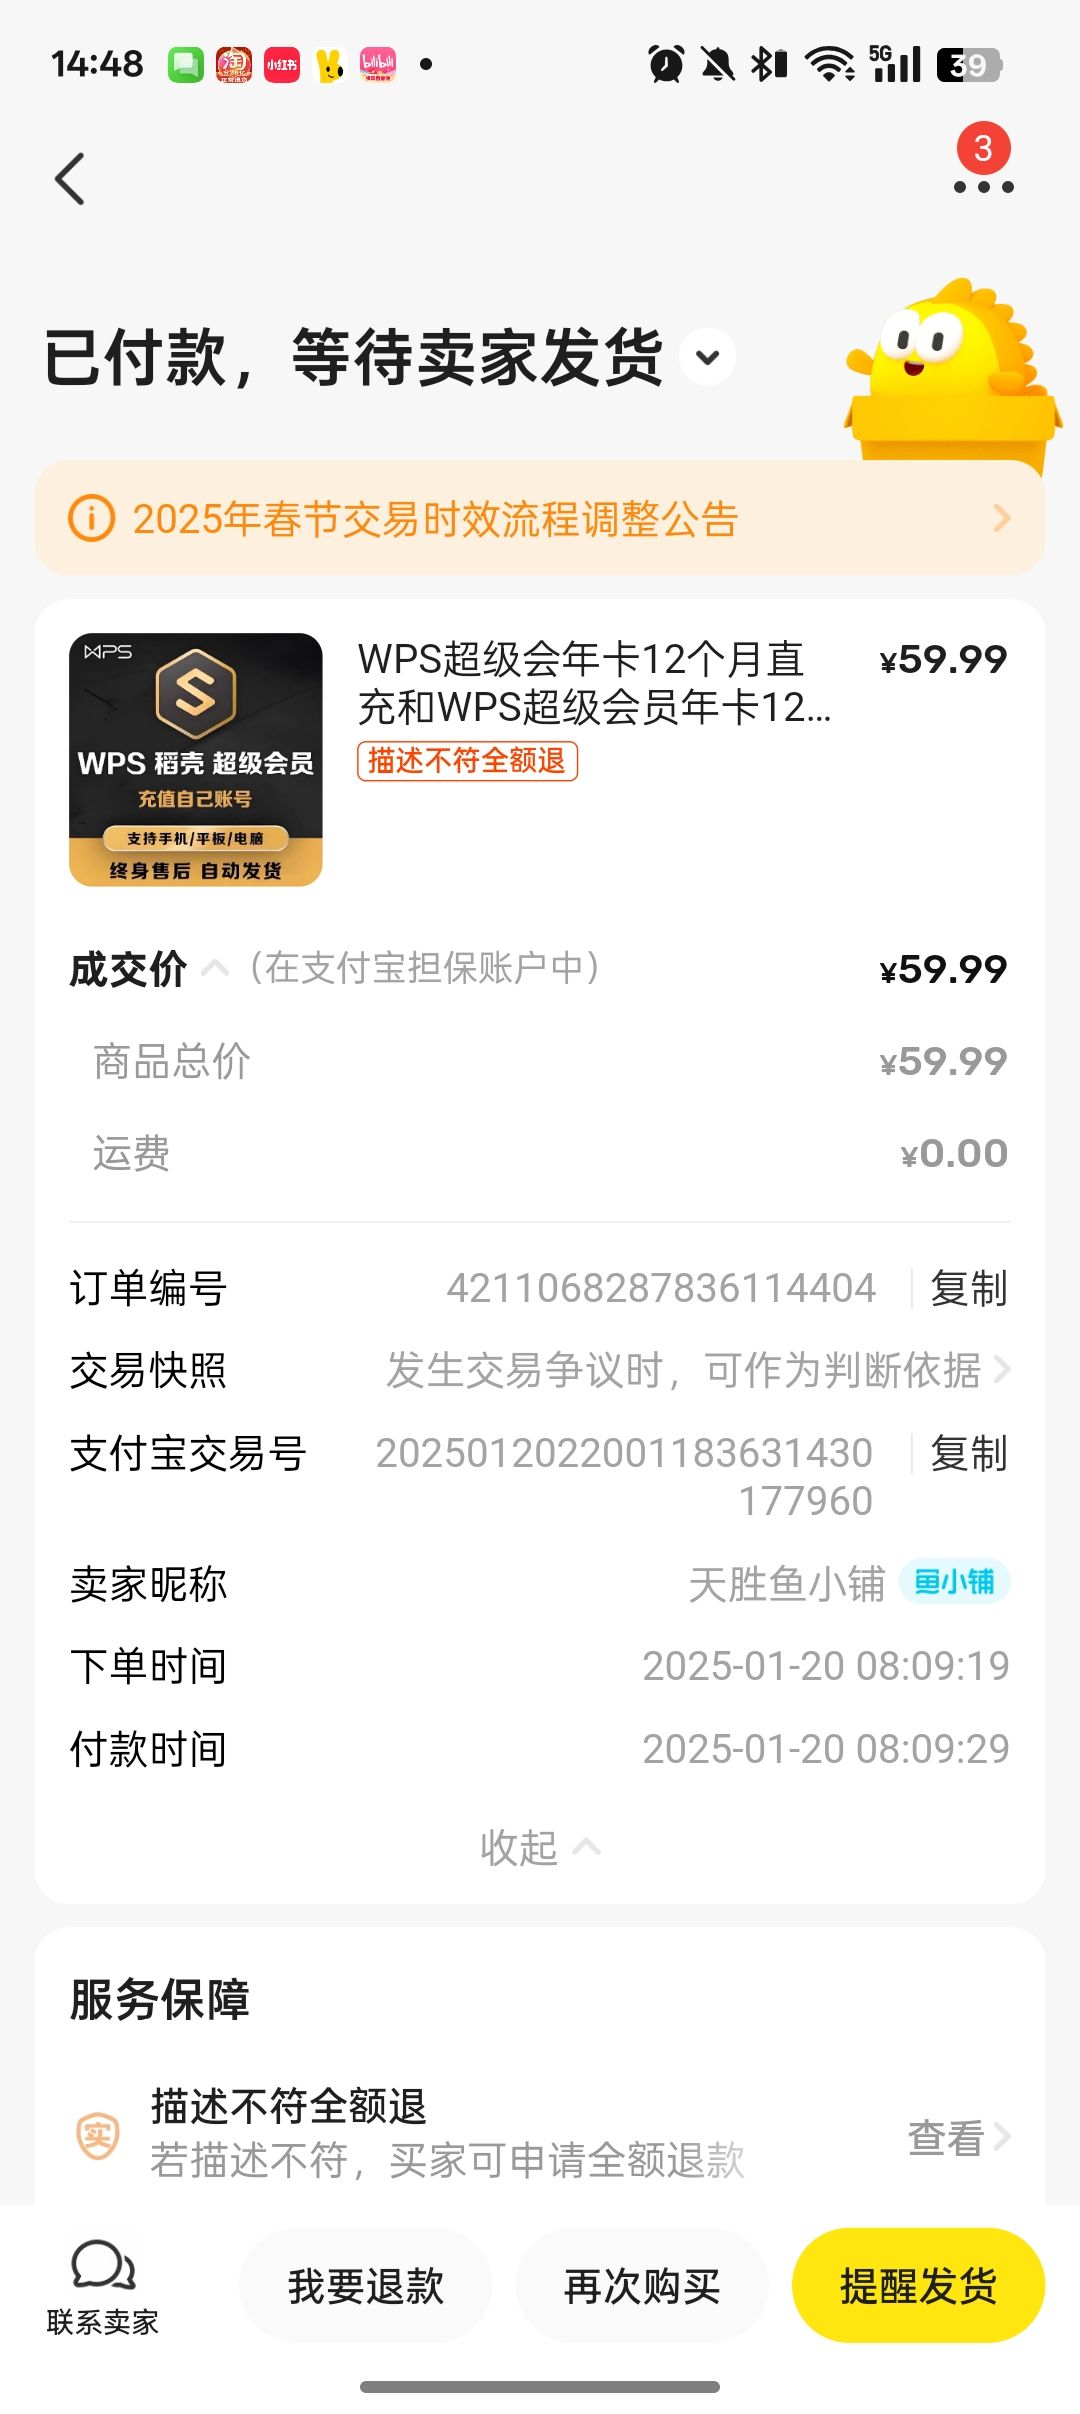 14:48
淘
小红书
bilibili
5G
39
3
已付款，等待卖家发货
2025年春节交易时效流程调整公告
WPS
WPS 稻壳 超级会员
充值自己账号
支持手机/平板/电脑
终身售后 自动发货
WPS超级会年卡12个月直
充和WPS超级会员年卡12...
¥59.99
描述不符全额退
成交价 （在支付宝担保账户中） ¥59.99
商品总价 ¥59.99
运费 ¥0.00
订单编号 4211068287836114404 复制
交易快照 发生交易争议时，可作为判断依据
支付宝交易号 2025012022001183631430 复制
177960
卖家昵称 天胜鱼小铺 鱼小铺
下单时间 2025-01-20 08:09:19
付款时间 2025-01-20 08:09:29
收起
服务保障
实
描述不符全额退
若描述不符，买家可申请全额退款
查看
联系卖家
我要退款
再次购买
提醒发货